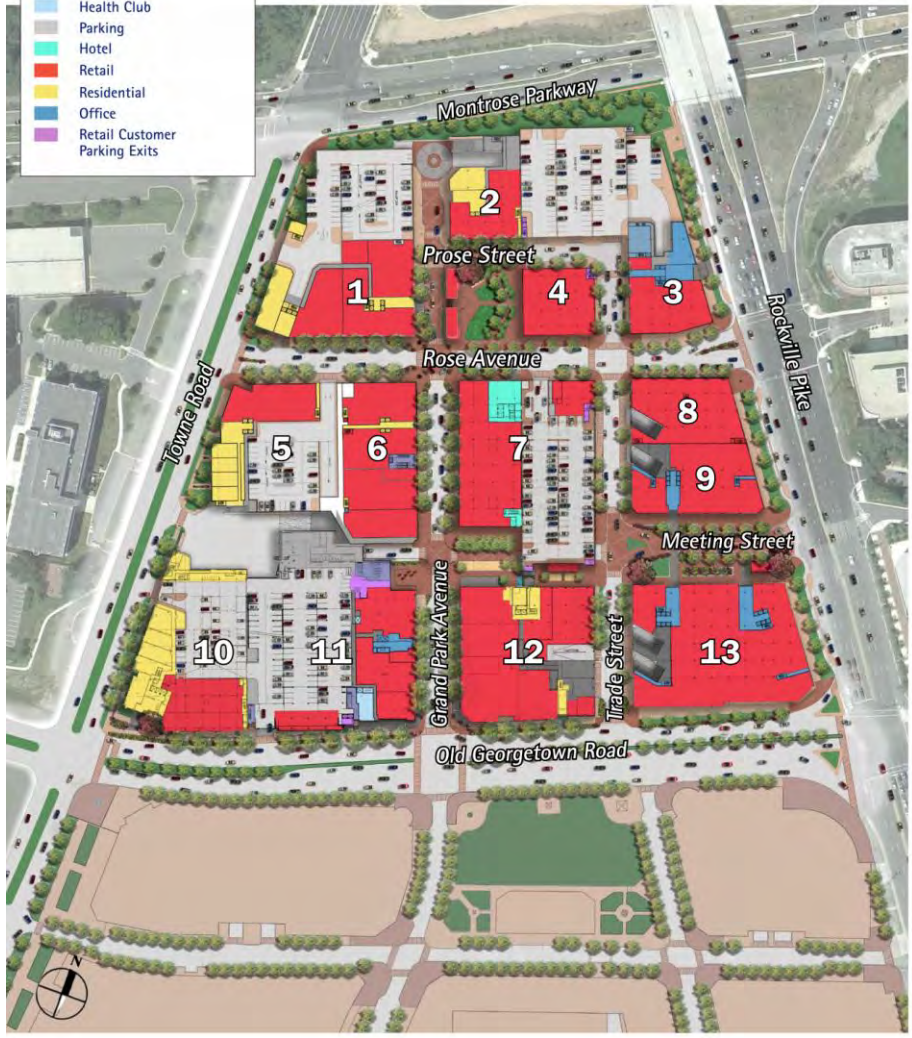 Health Club
Parking
Hotel
Retail
Residential
Office
Retail Customer
Parking Exits
Montrose Parkway
2
Prose Street
1
4
3
Rose Avenue
Rockville Pike
Towne Road
5
6
7
8
9
Meeting Street
Grand Park Avenue
Trade Street
10
11
12
13
Old Georgetown Road
N